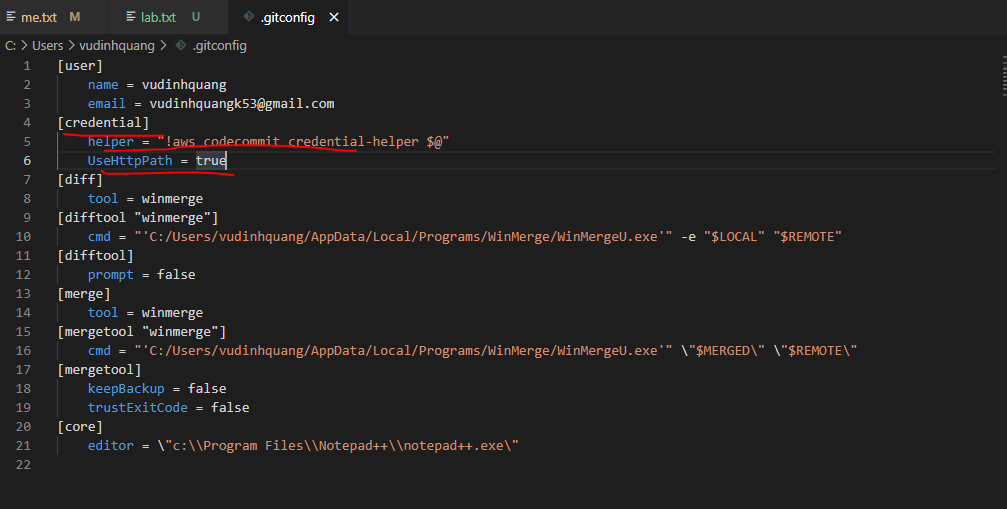 me.txt M lab.txt U .gitconfig ×
C: > Users > vudinhquang > .gitconfig
1 [user]
2 name = vudinhquang
3 email = vudinhquangk53@gmail.com
4 [credential]
5 helper = "!aws codecommit credential-helper $@"
6 UseHttpPath = true
7 [diff]
8 tool = winmerge
9 [difftool "winmerge"]
10 cmd = "'C:/Users/vudinhquang/AppData/Local/Programs/WinMerge/WinMergeU.exe'" -e "$LOCAL" "$REMOTE"
11 [difftool]
12 prompt = false
13 [merge]
14 tool = winmerge
15 [mergetool "winmerge"]
16 cmd = "'C:/Users/vudinhquang/AppData/Local/Programs/WinMerge/WinMergeU.exe'" \"$MERGED\" \"$REMOTE\"
17 [mergetool]
18 keepBackup = false
19 trustExitCode = false
20 [core]
21 editor = \"c:\\Program Files\\Notepad++\\notepad++.exe\"
22